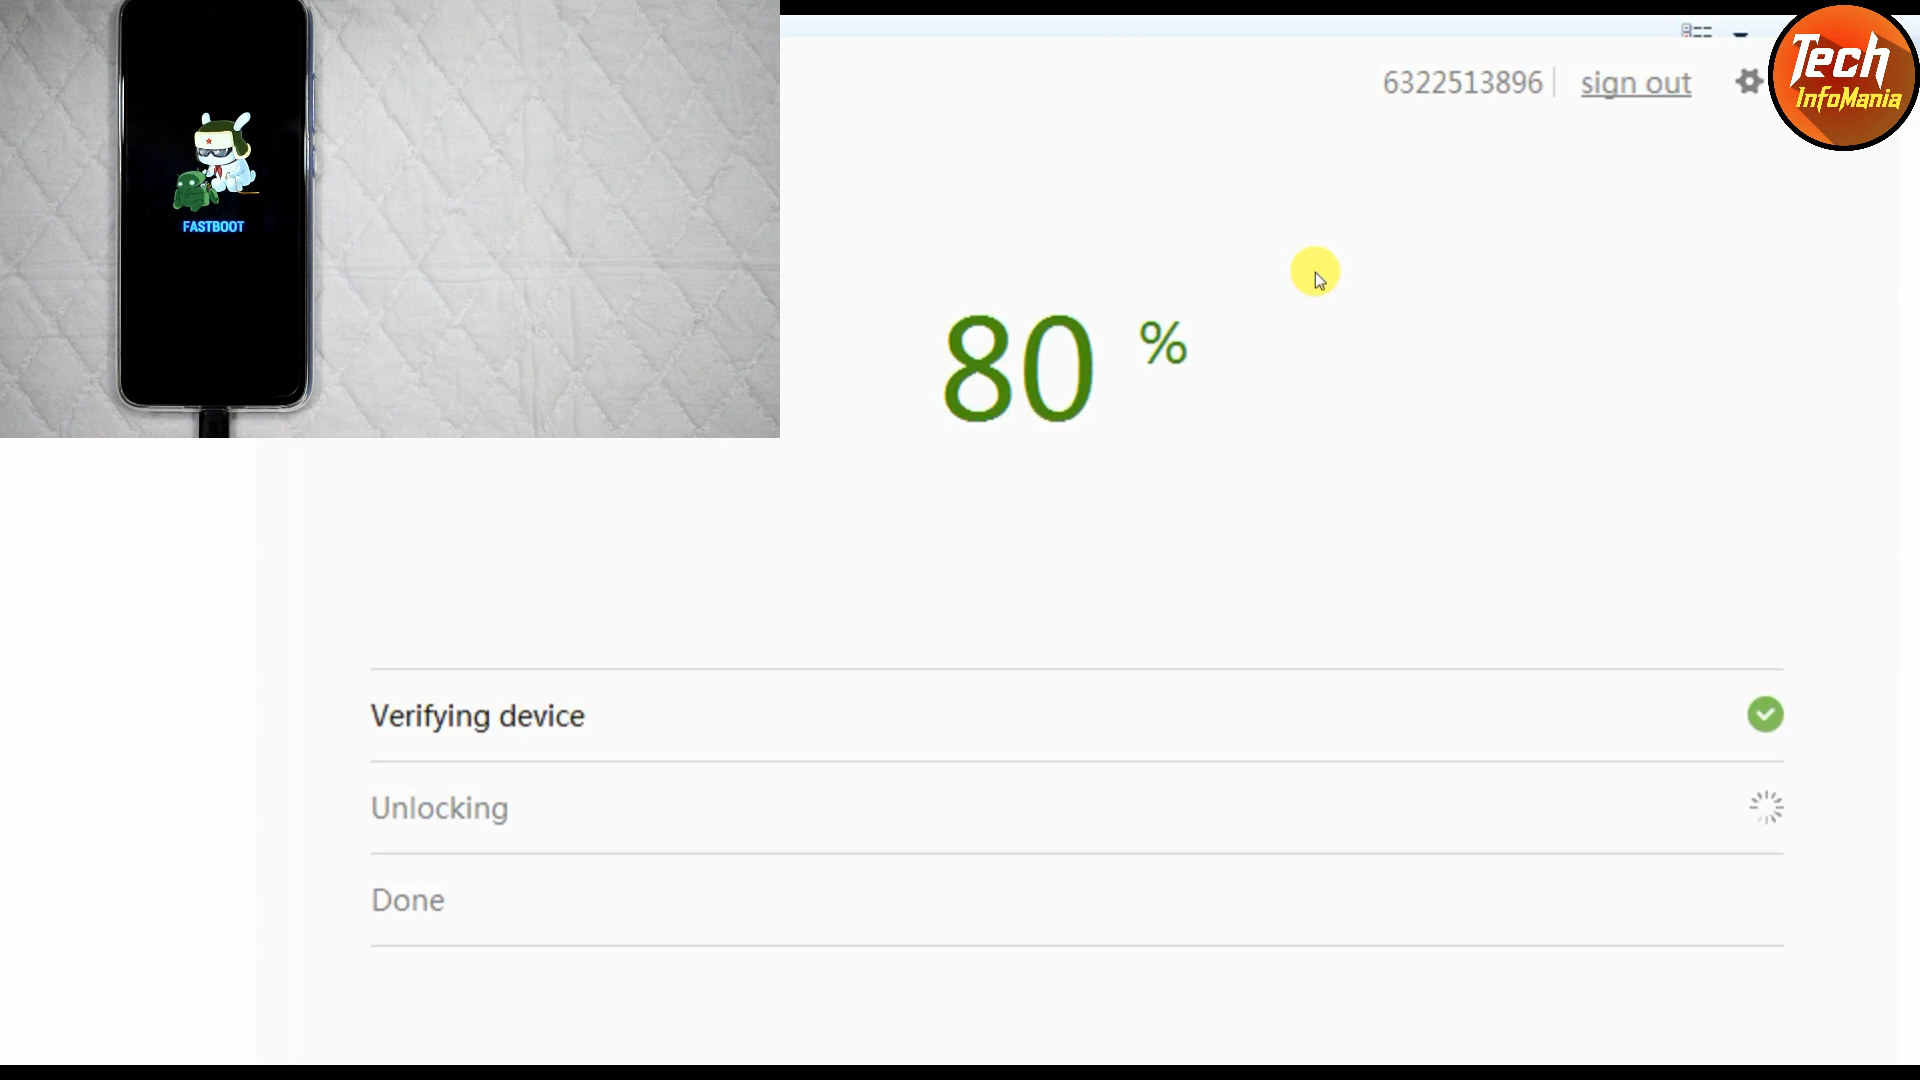 6322513896
sign out
Tech
InfoMania
FASTBOOT
80 %
Verifying device
Unlocking
Done